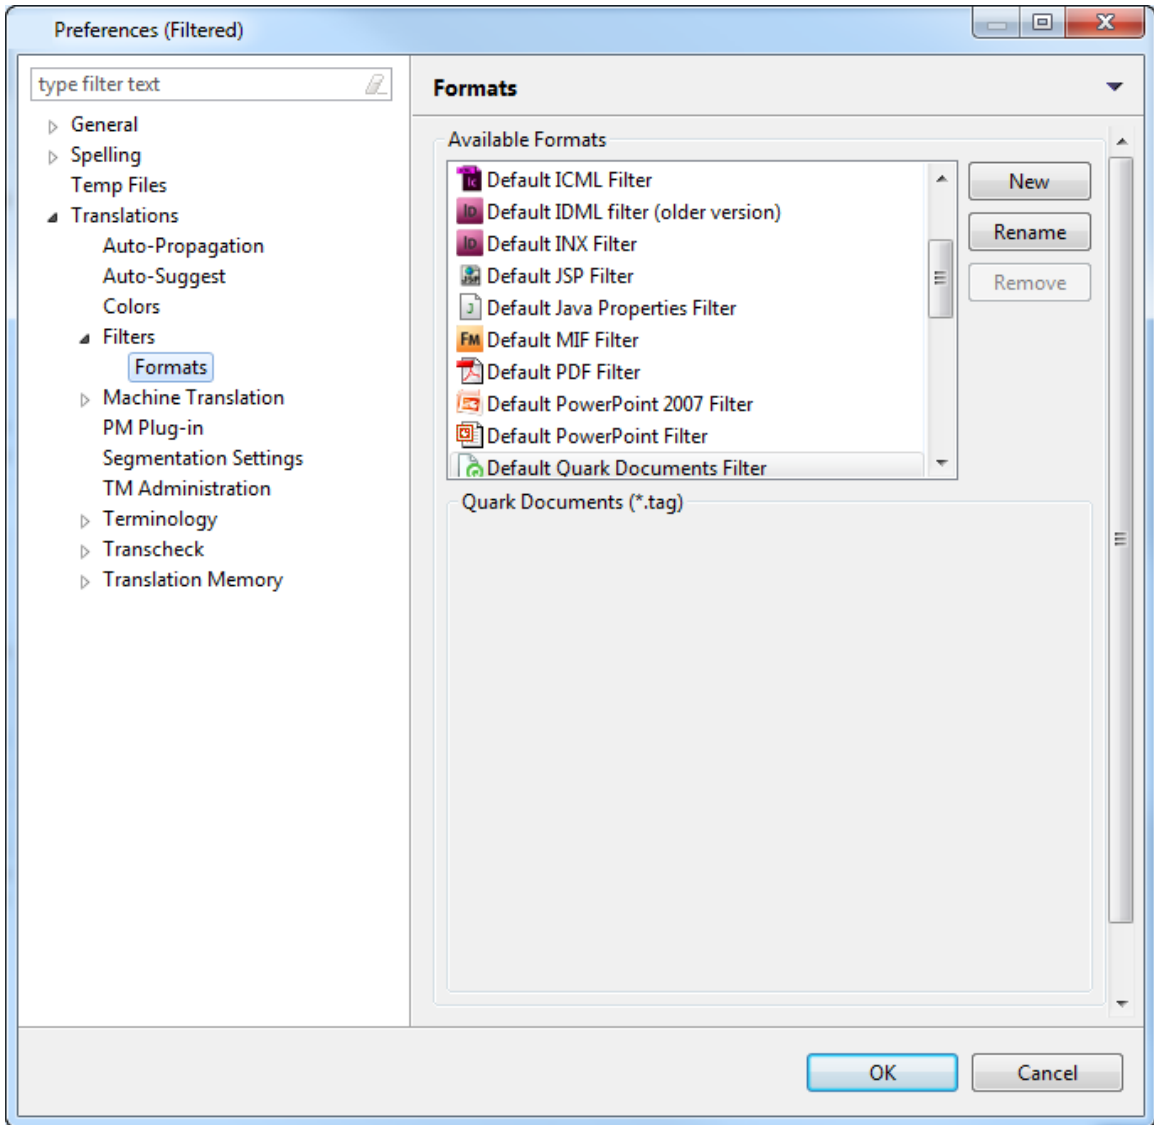 Preferences (Filtered)
type filter text
General
Spelling
Temp Files
Translations
Auto-Propagation
Auto-Suggest
Colors
Filters
Formats
Machine Translation
PM Plug-in
Segmentation Settings
TM Administration
Terminology
Transcheck
Translation Memory
Formats
Available Formats
Default ICML Filter
Default IDML filter (older version)
Default INX Filter
Default JSP Filter
Default Java Properties Filter
Default MIF Filter
Default PDF Filter
Default PowerPoint 2007 Filter
Default PowerPoint Filter
Default Quark Documents Filter
New
Rename
Remove
Quark Documents (*.tag)
OK
Cancel